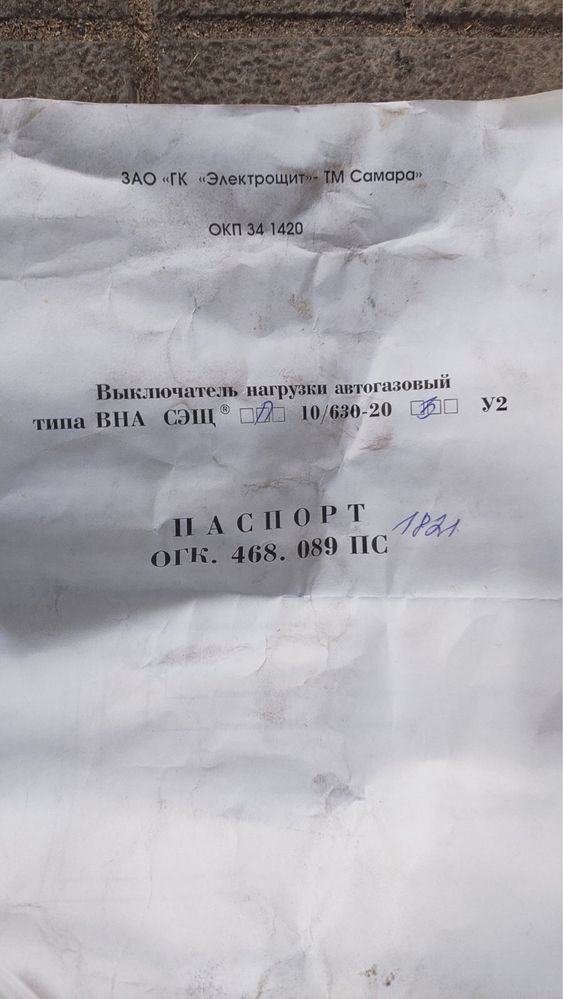 ЗАО «ГК «Электрощит»- ТМ Самара»
ОКП 34 1420
Выключатель нагрузки автогазовый
типа ВНА СЭЩ® □□□ 10/630-20 □□□ У2
ПАСПОРТ 1821
ОГК. 468. 089 ПС